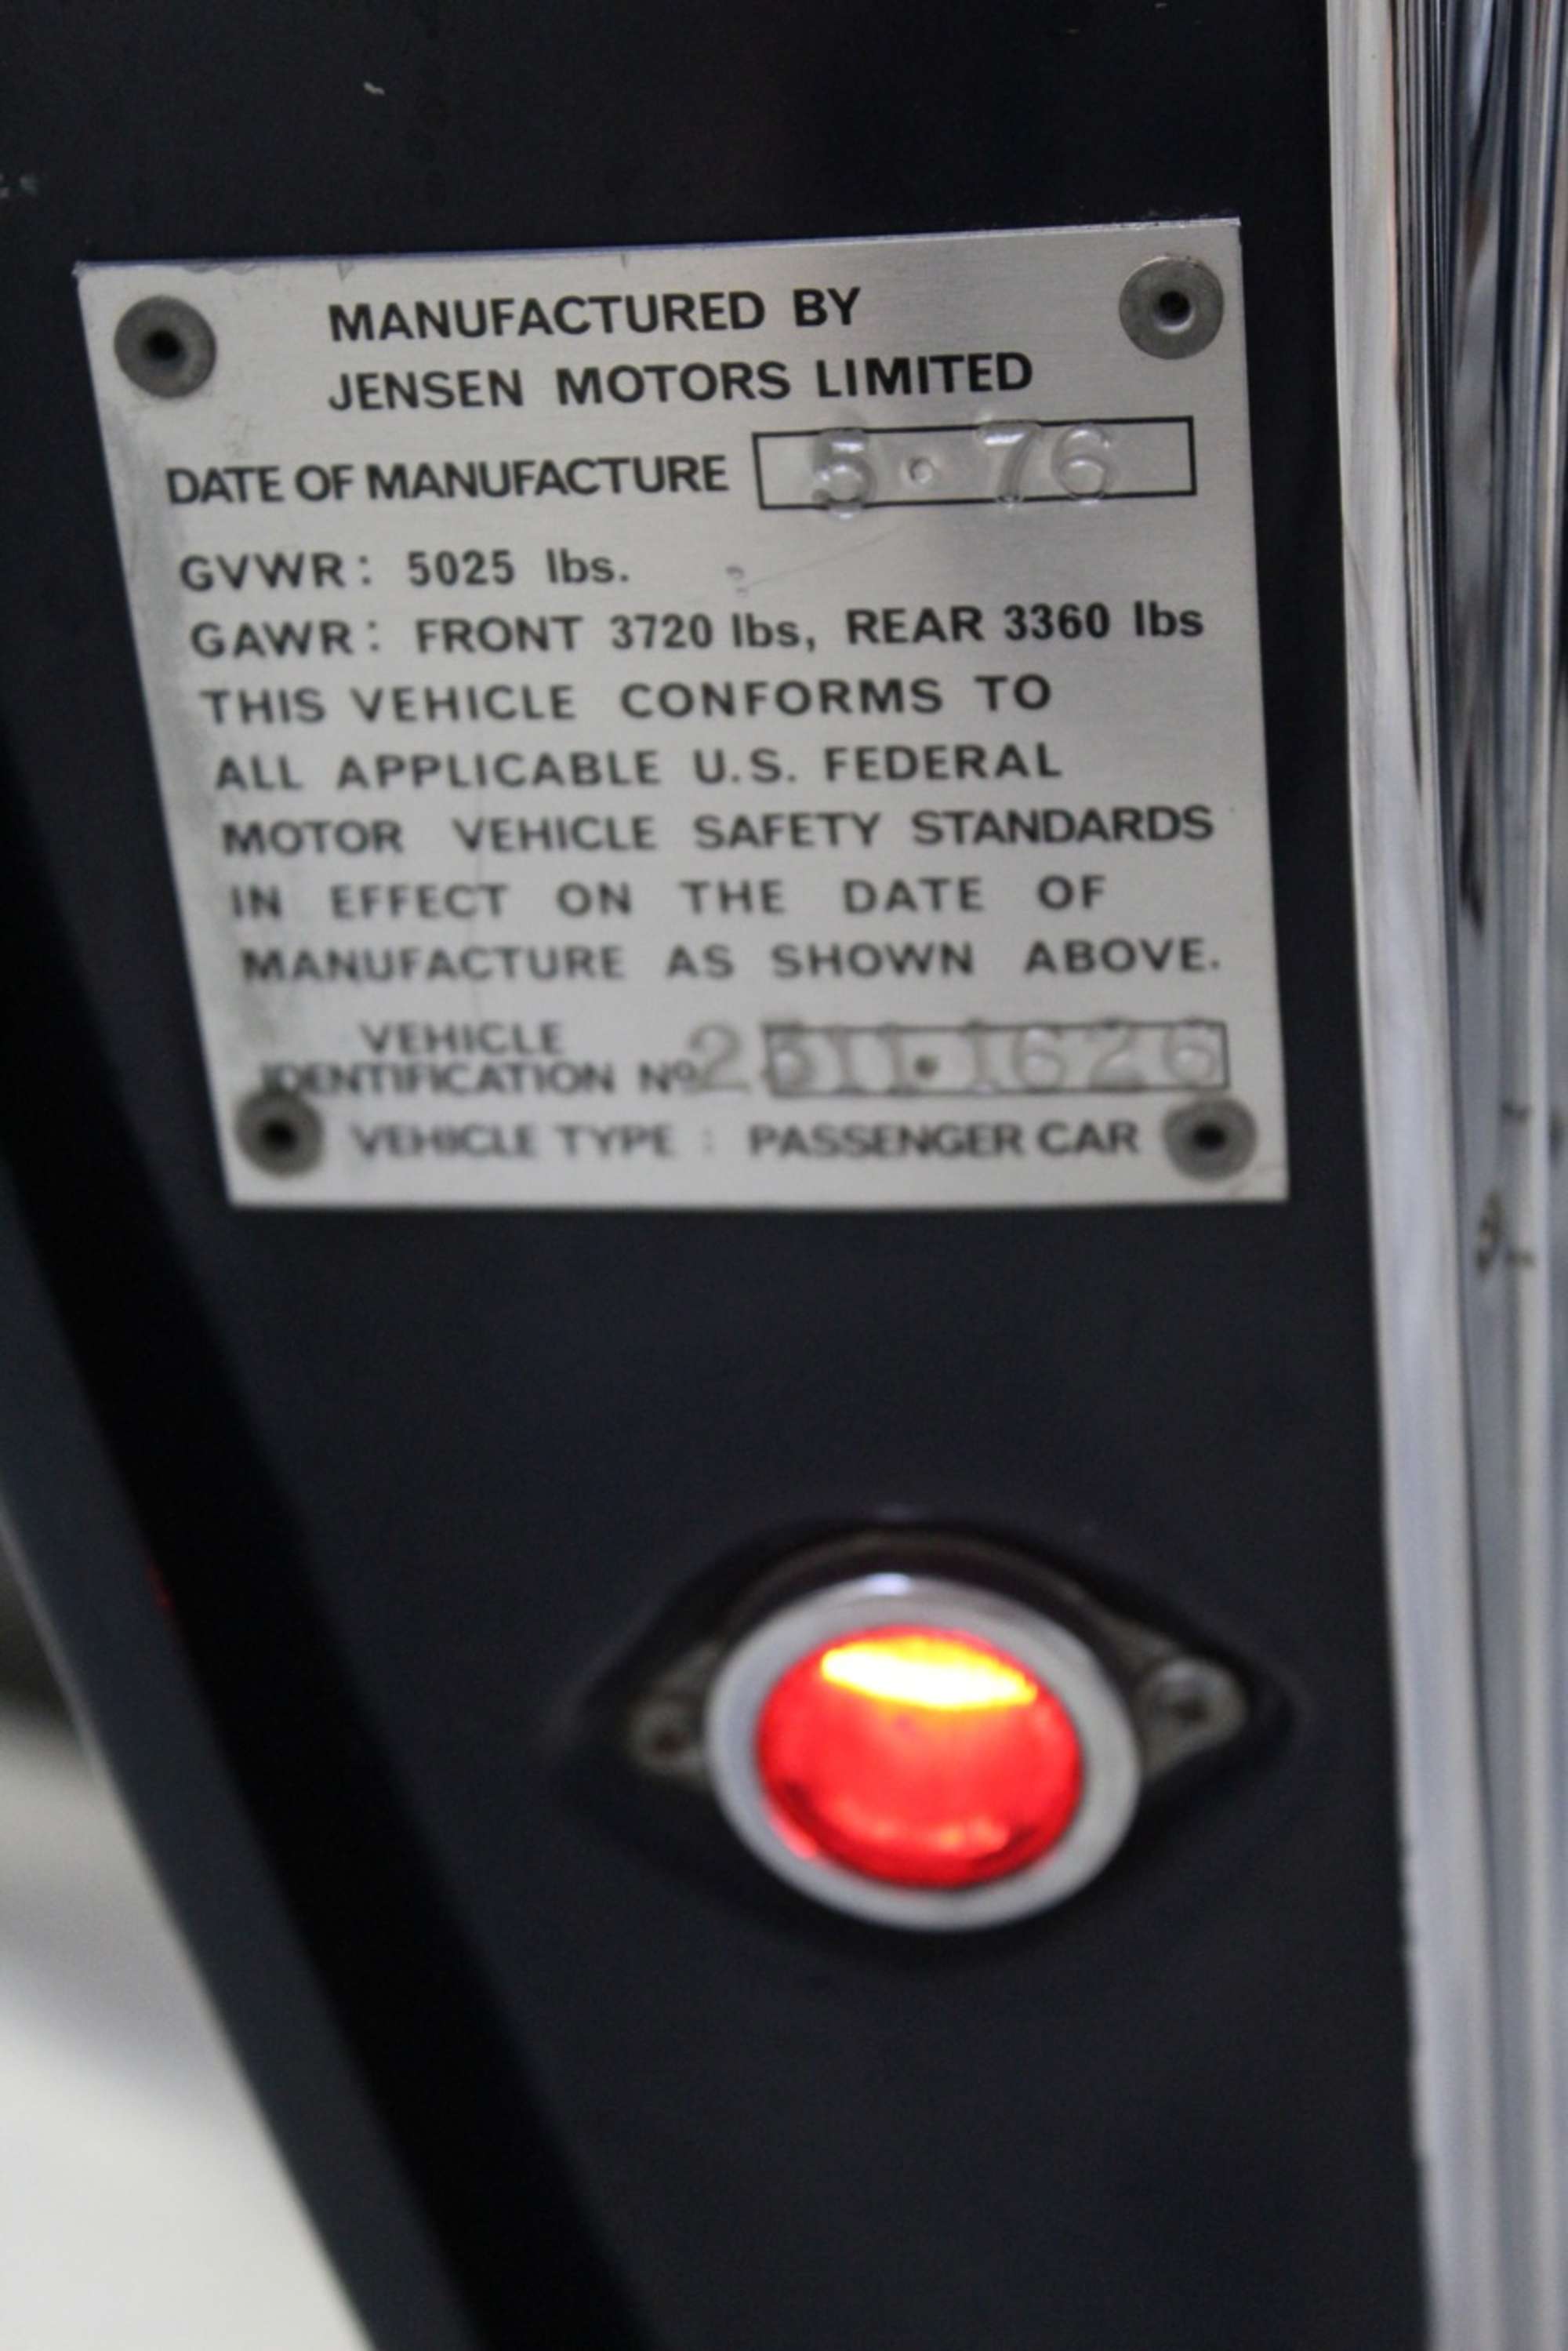 MANUFACTURED BY
JENSEN MOTORS LIMITED
DATE OF MANUFACTURE 5 · 76
GVWR: 5025 lbs.
GAWR: FRONT 3720 lbs, REAR 3360 lbs
THIS VEHICLE CONFORMS TO
ALL APPLICABLE U.S. FEDERAL
MOTOR VEHICLE SAFETY STANDARDS
IN EFFECT ON THE DATE OF
MANUFACTURE AS SHOWN ABOVE.
VEHICLE
IDENTIFICATION Nº 2311·1626
VEHICLE TYPE : PASSENGER CAR